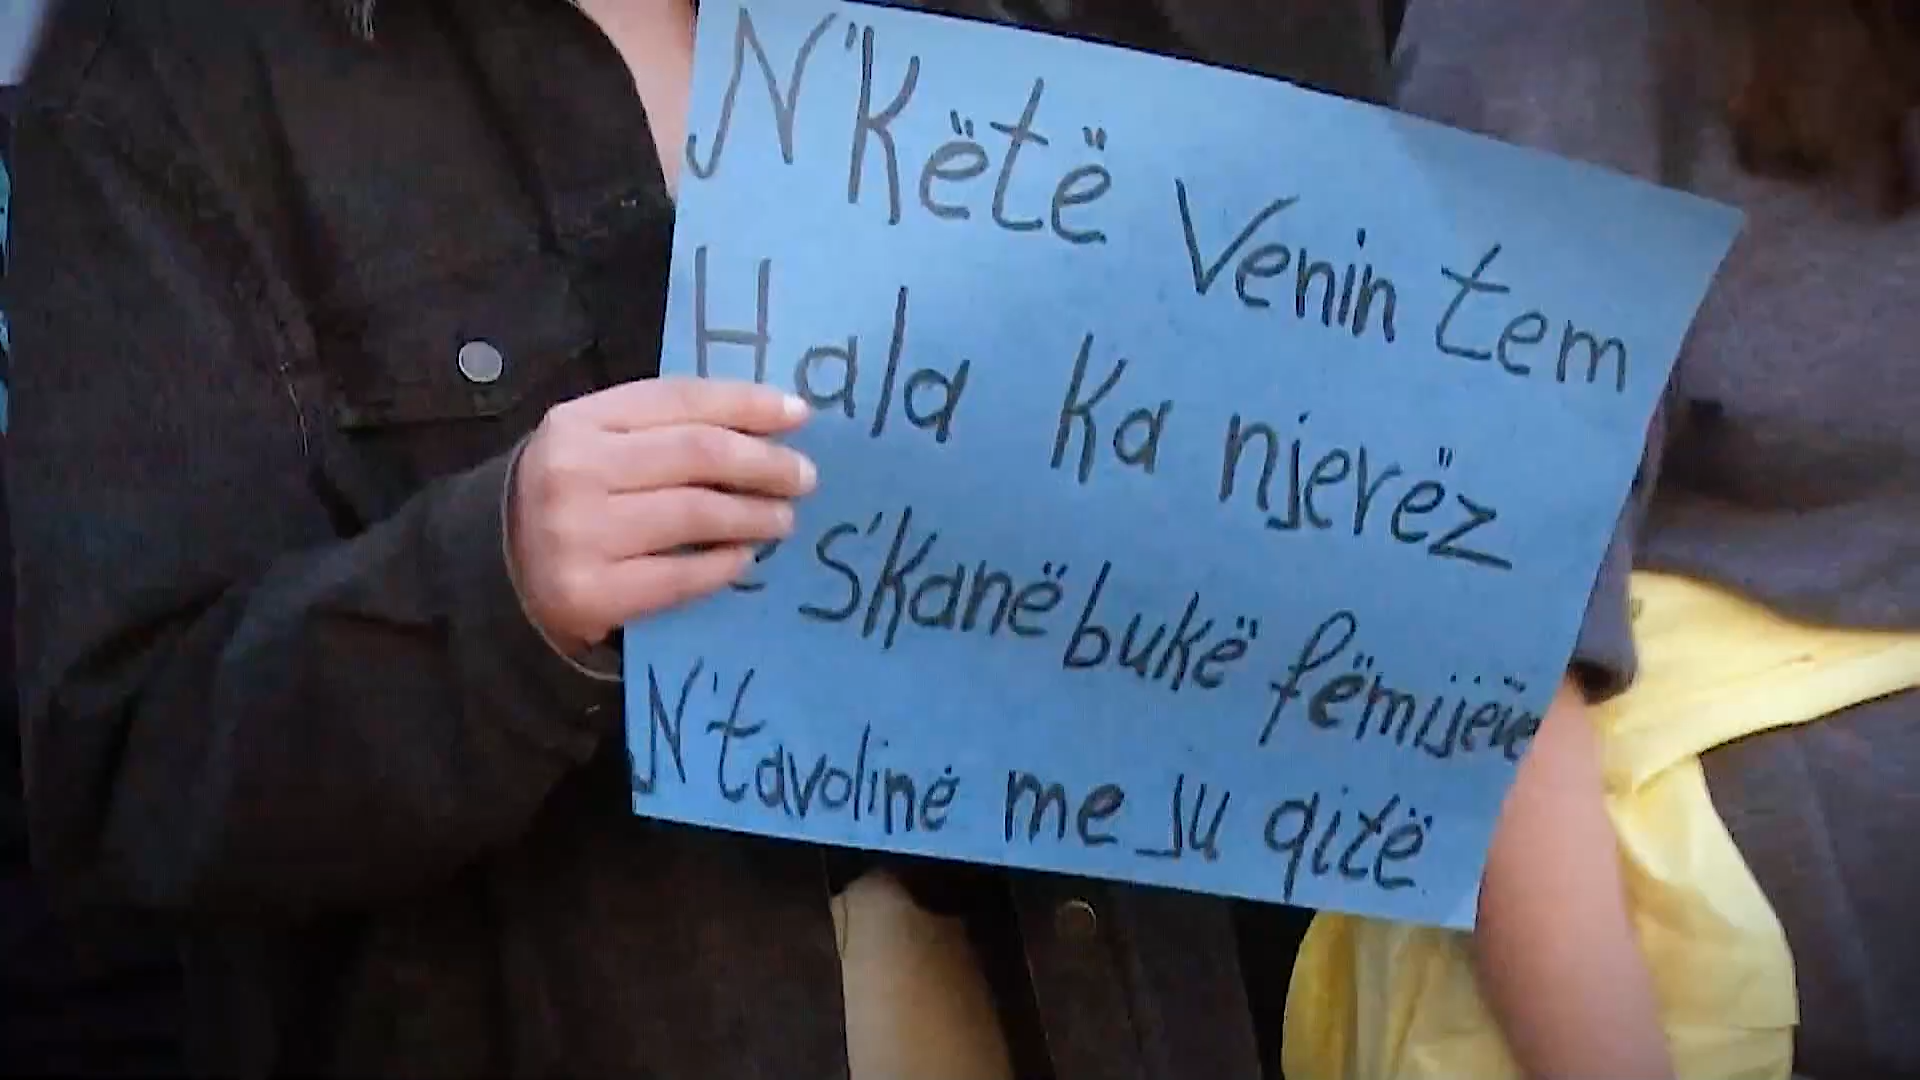 N'Këtë Venin tem
Hala Ka njerëz
S'Kanë bukë fëmijëve
N'tavolinë me ju qitë